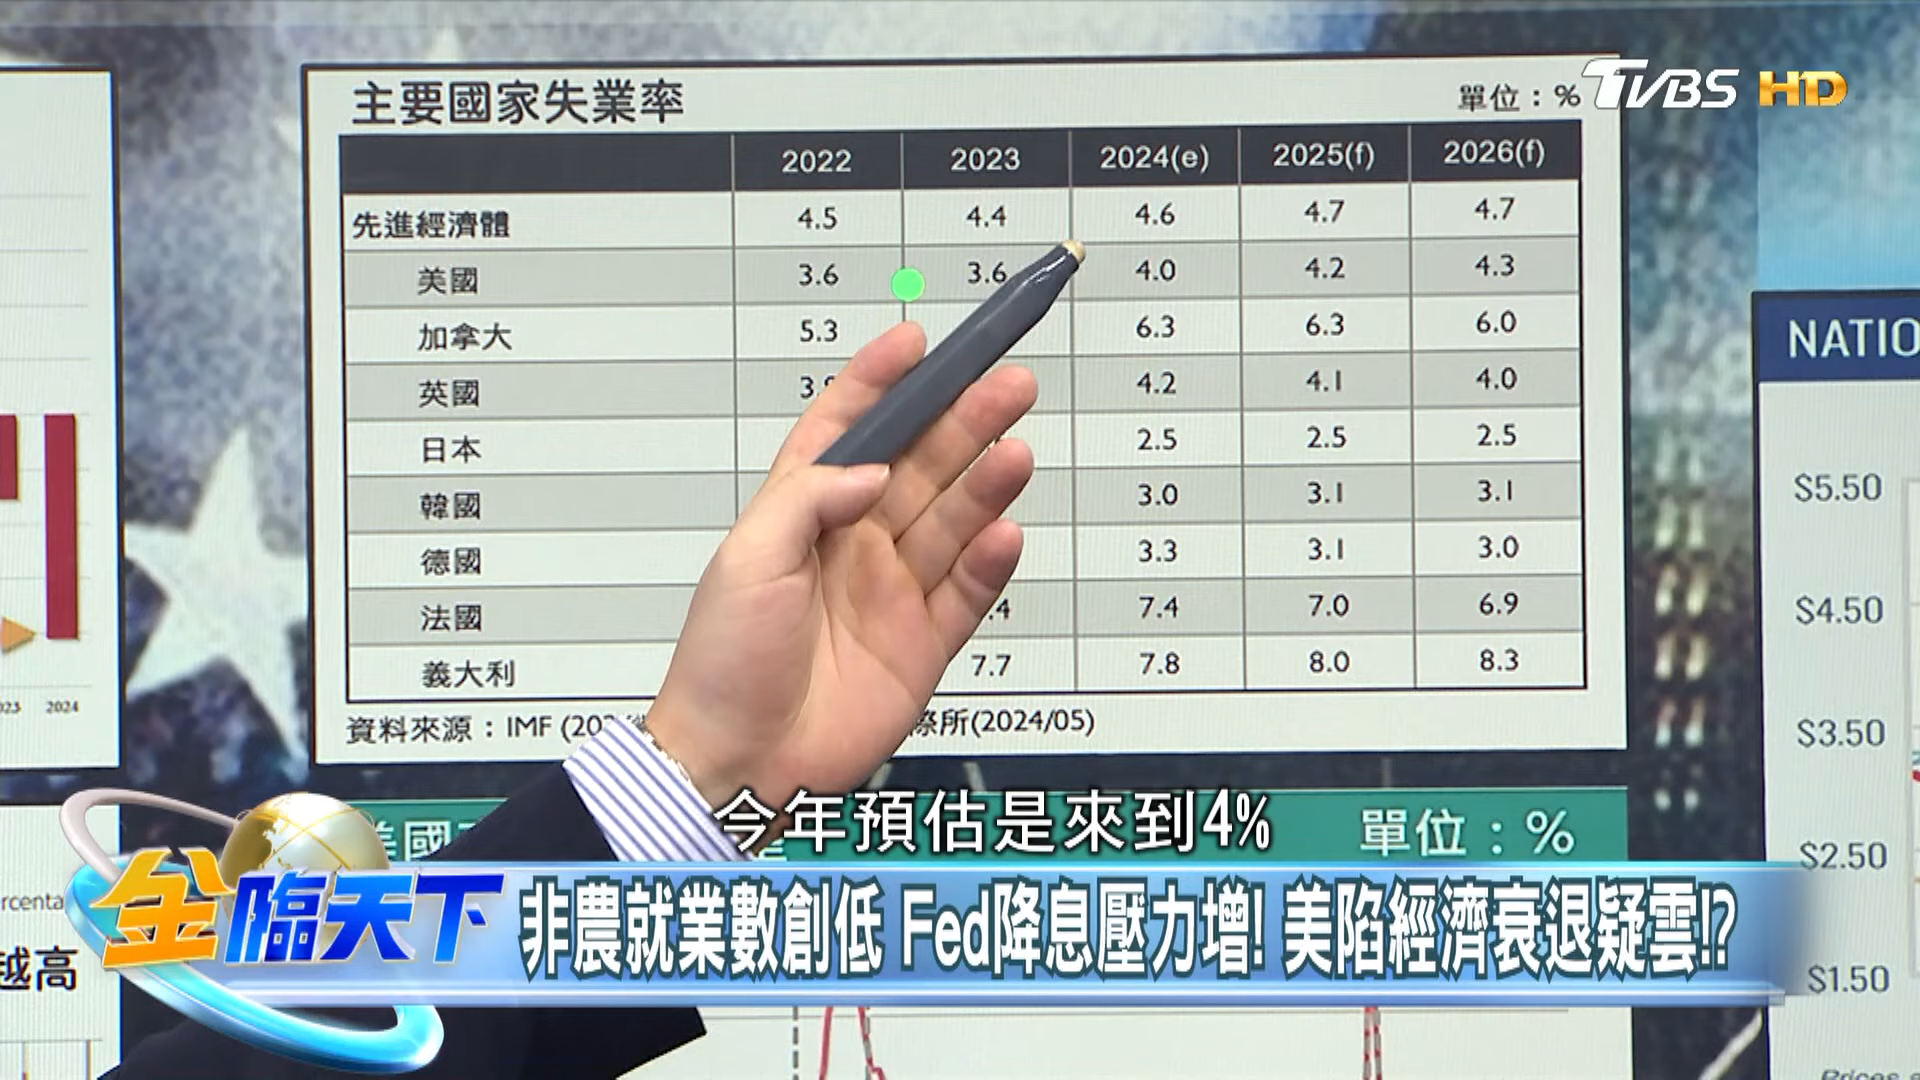 TVBS HD
主要國家失業率
單位：%
2022 2023 2024(e) 2025(f) 2026(f)
先進經濟體 4.5 4.4 4.6 4.7 4.7
美國 3.6 3.6 4.0 4.2 4.3
加拿大 5.3 6.3 6.3 6.0
英國 4.2 4.1 4.0
日本 2.5 2.5 2.5
韓國 3.0 3.1 3.1
德國 3.3 3.1 3.0
法國 7.4 7.0 6.9
義大利 7.7 7.8 8.0 8.3
資料來源：IMF 際所(2024/05)
2024
NATIO
$5.50
$4.50
$3.50
$2.50
$1.50
美國
單位：%
今年預估是來到4%
越高
金臨天下
非農就業數創低 Fed降息壓力增! 美陷經濟衰退疑雲!?